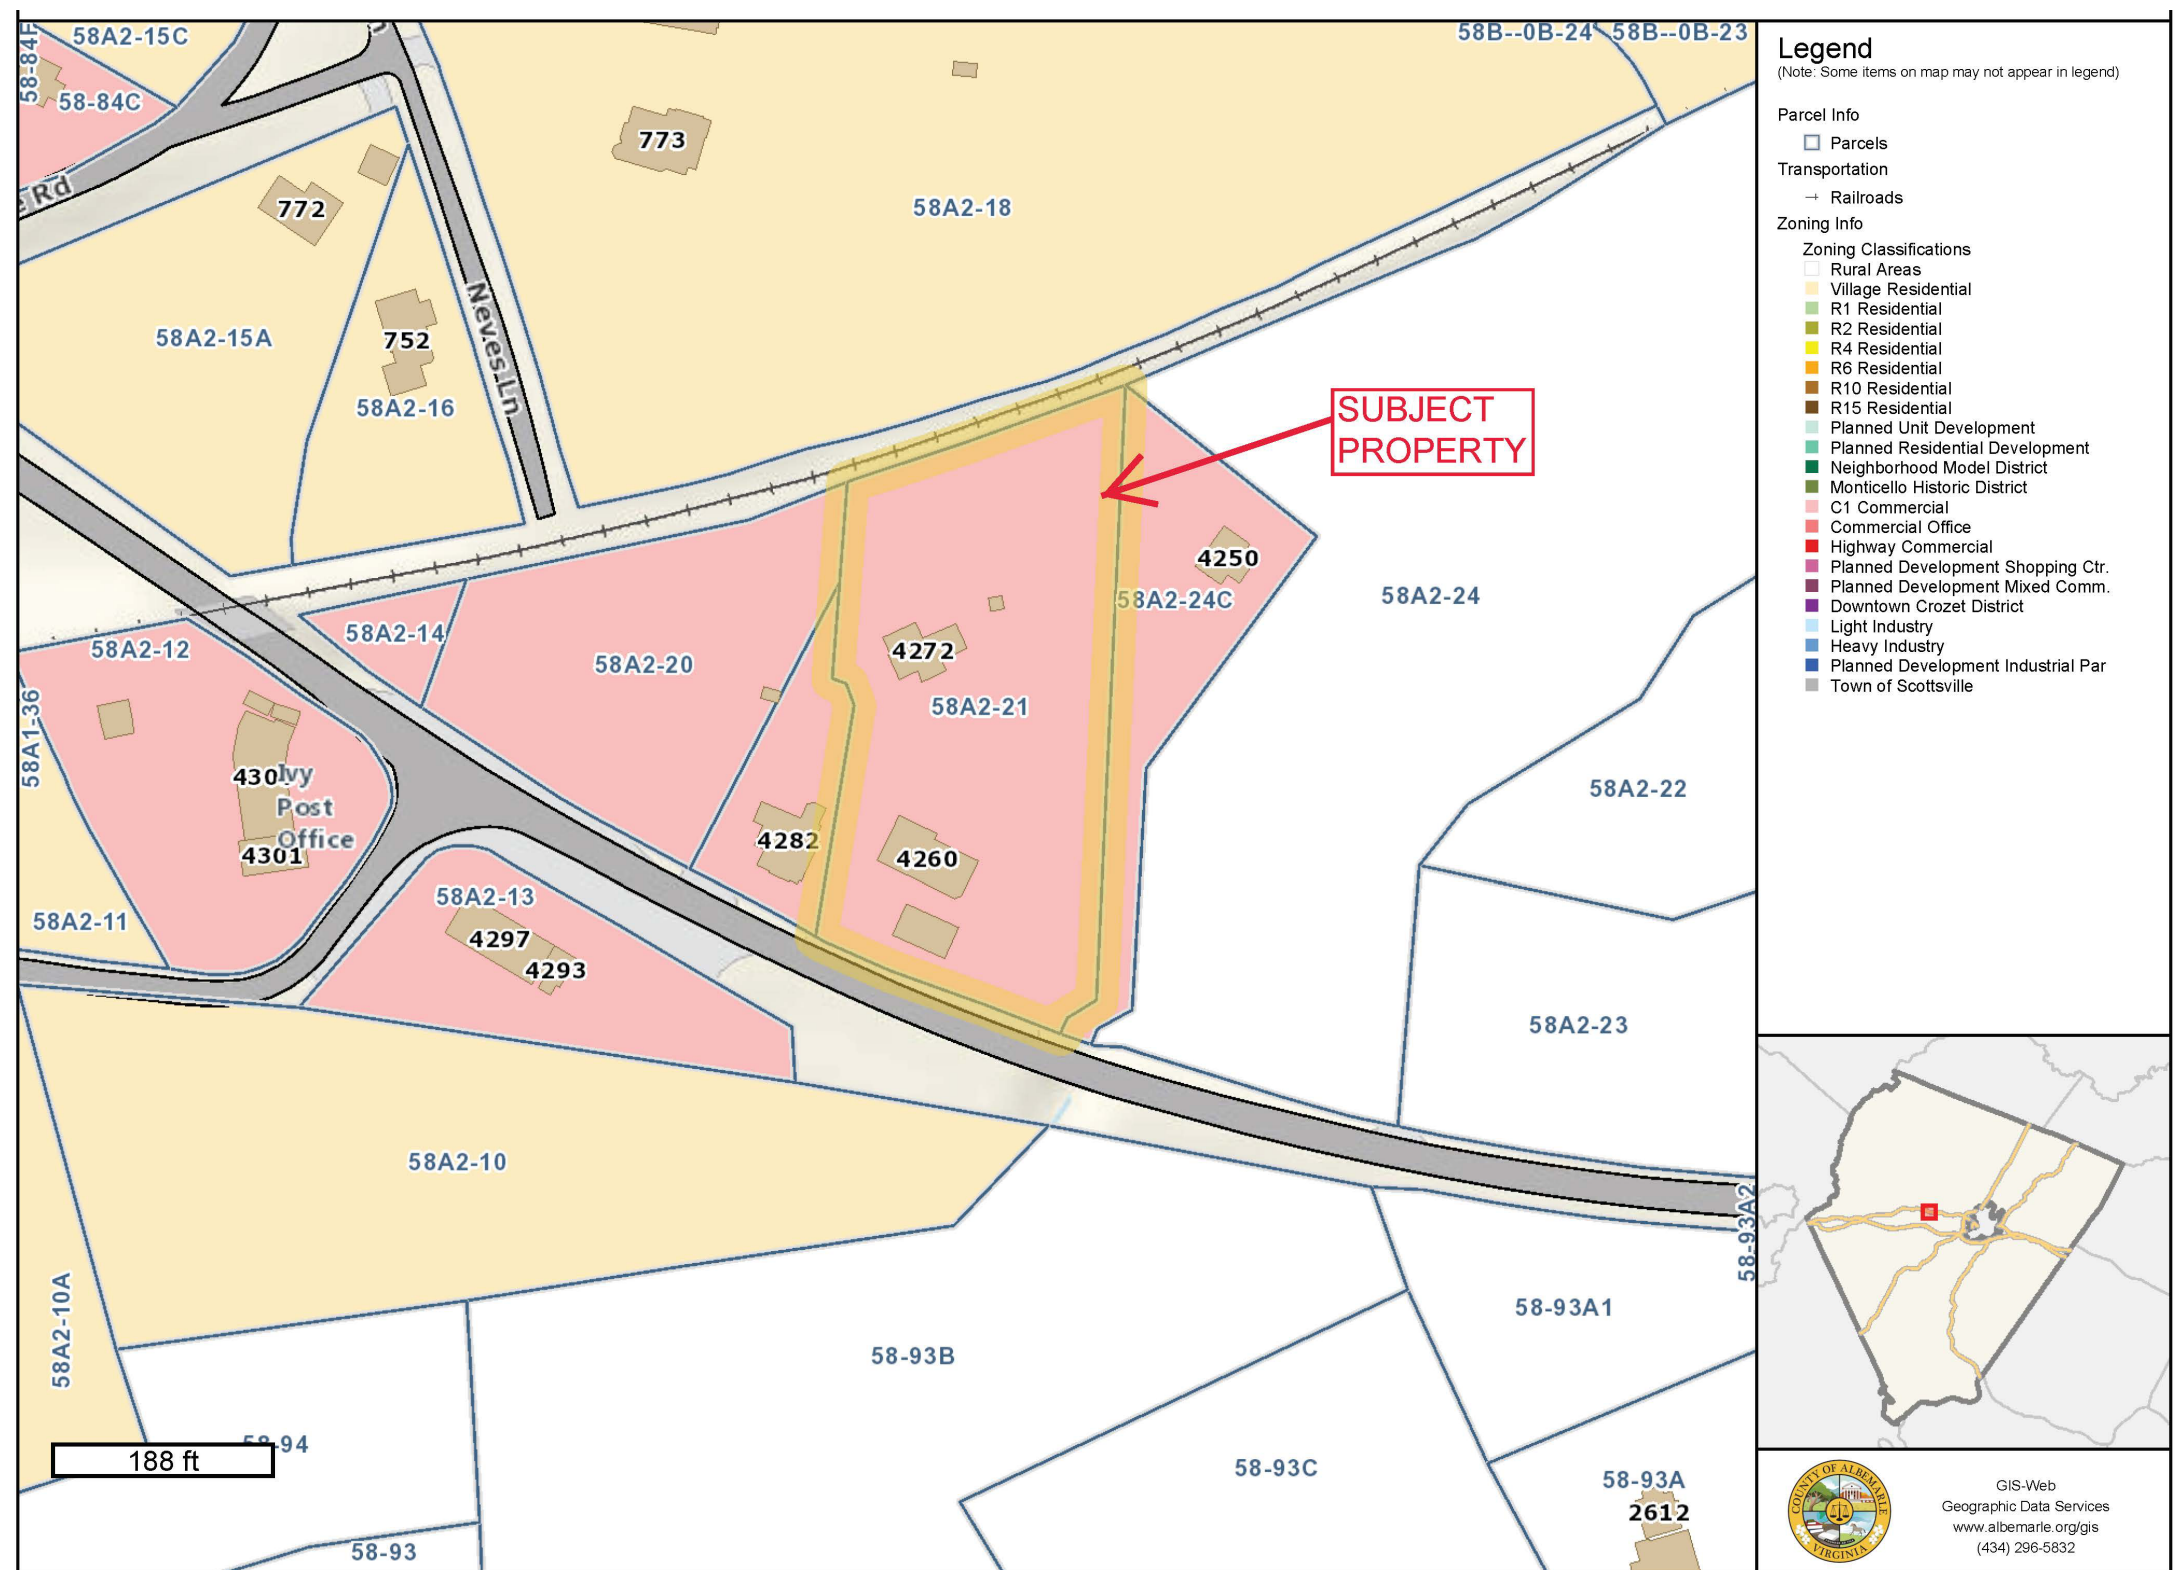 58A2-15C
58B--0B-24
58B--0B-23
58-84C
773
e Rd
772
58A2-18
752
58A2-15A
Neves Ln
58A2-16
SUBJECT
PROPERTY
4250
58A2-24C
58A2-24
58A2-14
58A2-12
58A2-20
4272
58A2-21
58A1-36
Ivy
Post
Office
4301
4282
4260
58A2-22
58A2-13
58A2-11
4297
4293
58A2-23
58A2-10
58-93A2
58A2-10A
58-93A1
58-93B
58-94
188 ft
58-93C
58-93A
2612
58-93
Legend
(Note: Some items on map may not appear in legend)
Parcel Info
Parcels
Transportation
Railroads
Zoning Info
Zoning Classifications
Rural Areas
Village Residential
R1 Residential
R2 Residential
R4 Residential
R6 Residential
R10 Residential
R15 Residential
Planned Unit Development
Planned Residential Development
Neighborhood Model District
Monticello Historic District
C1 Commercial
Commercial Office
Highway Commercial
Planned Development Shopping Ctr.
Planned Development Mixed Comm.
Downtown Crozet District
Light Industry
Heavy Industry
Planned Development Industrial Par
Town of Scottsville
COUNTY OF ALBEMARLE
VIRGINIA
GIS-Web
Geographic Data Services
www.albemarle.org/gis
(434) 296-5832